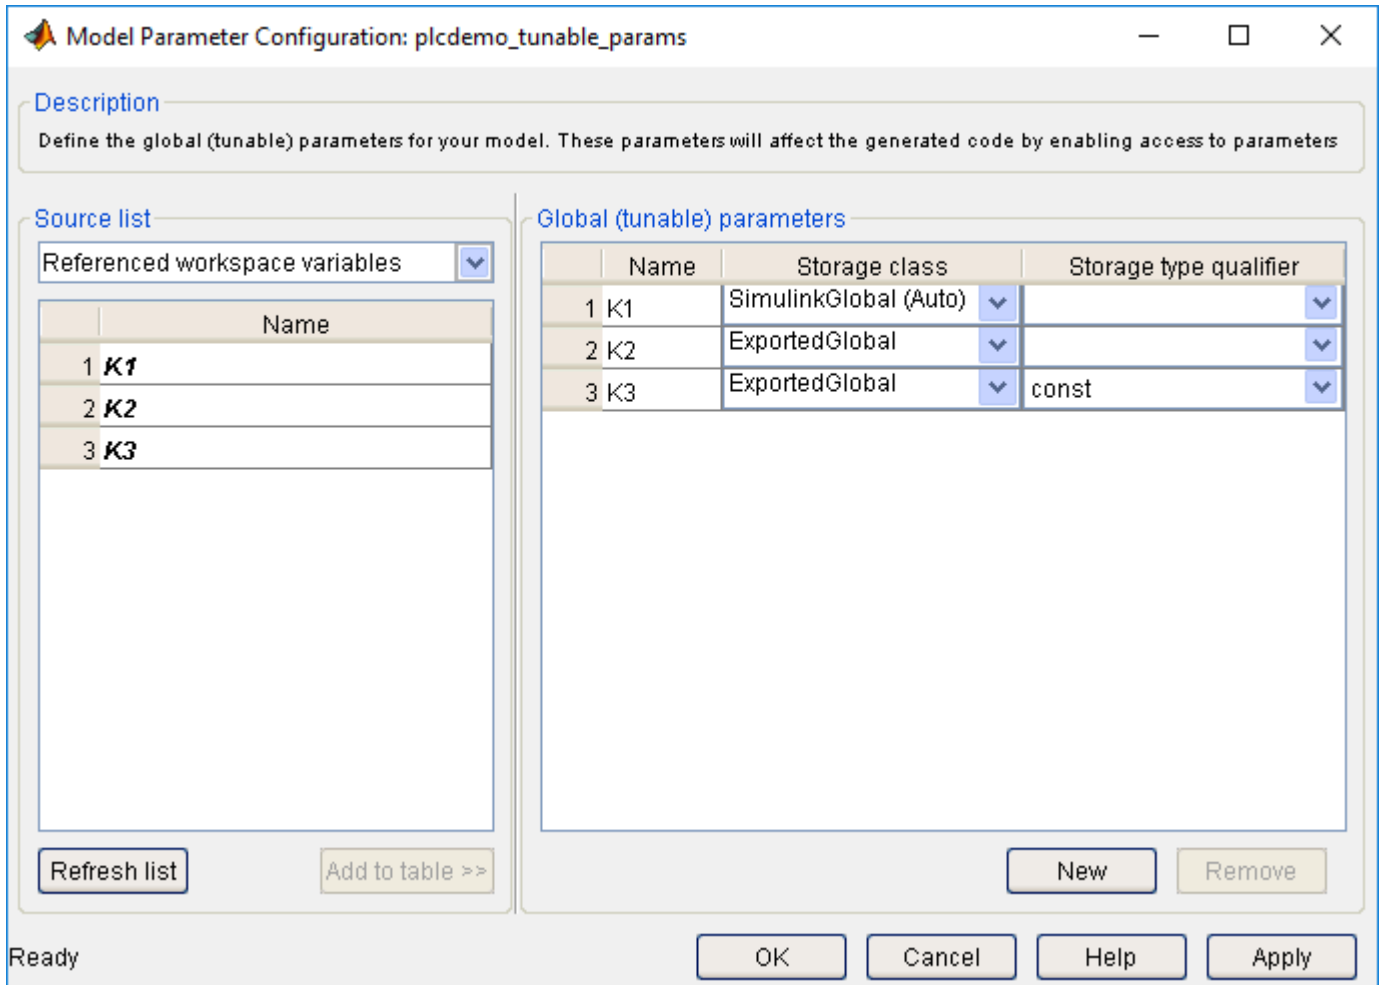 Model Parameter Configuration: plcdemo_tunable_params
Description
Define the global (tunable) parameters for your model. These parameters will affect the generated code by enabling access to parameters
Source list
Referenced workspace variables
Name
1 K1
2 K2
3 K3
Refresh list
Add to table >>
Global (tunable) parameters
Name Storage class Storage type qualifier
1 K1 SimulinkGlobal (Auto)
2 K2 ExportedGlobal
3 K3 ExportedGlobal const
New Remove
Ready
OK Cancel Help Apply